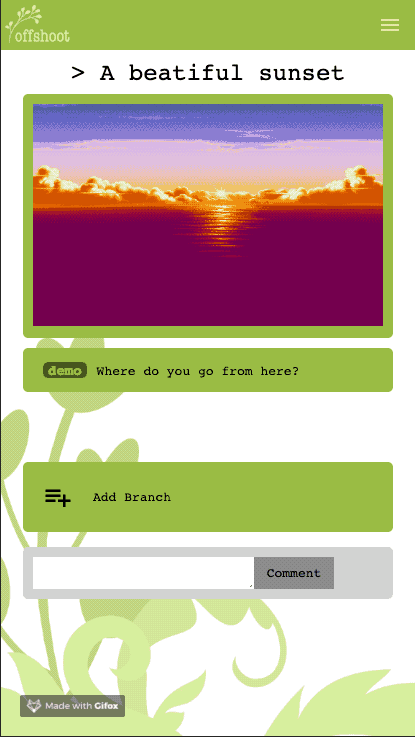 offshoot
> A beatiful sunset
demo Where do you go from here?
Add Branch
Comment
Made with Gifox